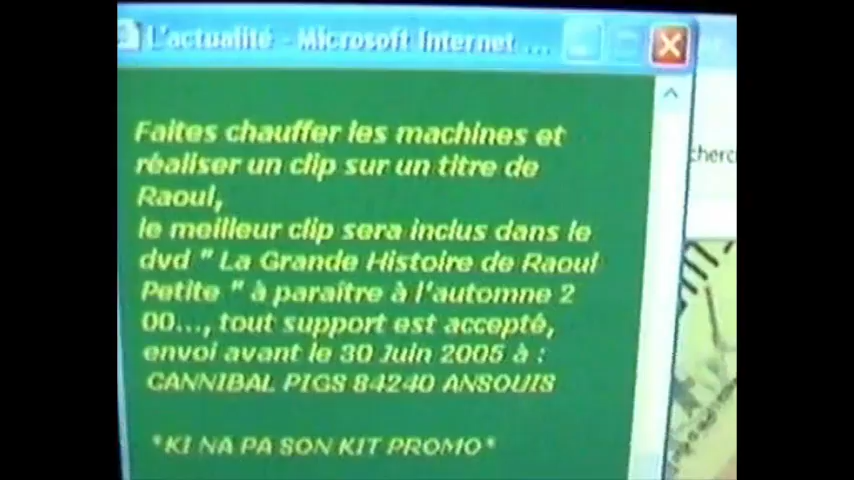 L'actualité - Microsoft Internet ...
Faites chauffer les machines et
réaliser un clip sur un titre de
Raoul,
le meilleur clip sera inclus dans le
dvd " La Grande Histoire de Raoul
Petite " à paraître à l'automne 2
00..., tout support est accepté,
envoi avant le 30 Juin 2005 à :
CANNIBAL PIGS 84240 ANSOUIS
*KI NA PA SON KIT PROMO*